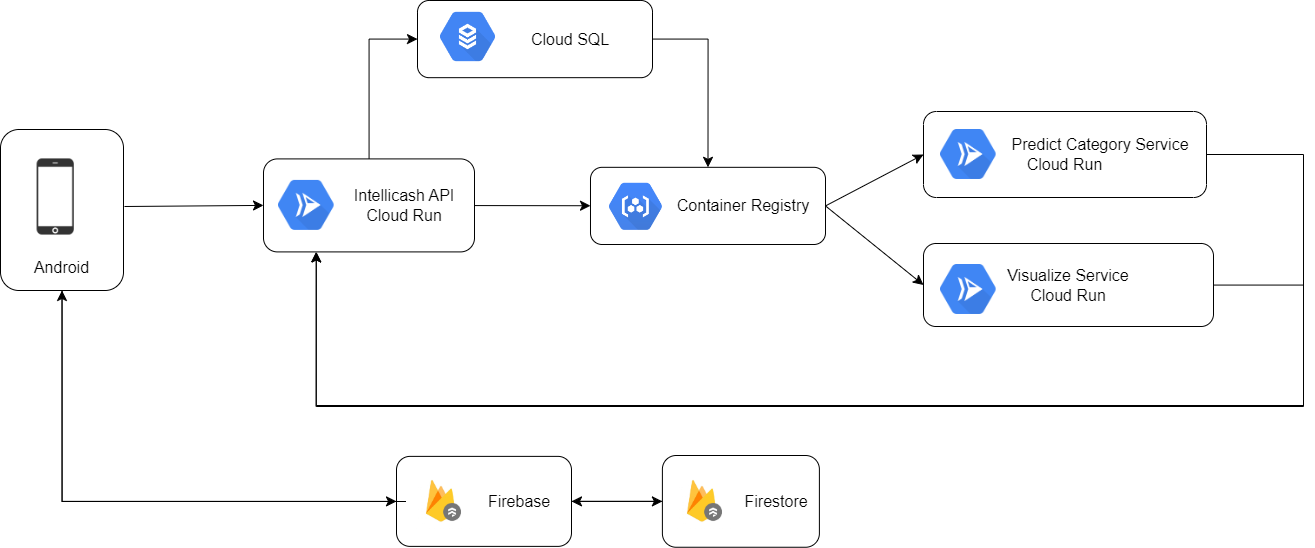 Cloud SQL
Android
Intellicash API
Cloud Run
Container Registry
Predict Category Service
Cloud Run
Visualize Service
Cloud Run
Firebase
Firestore